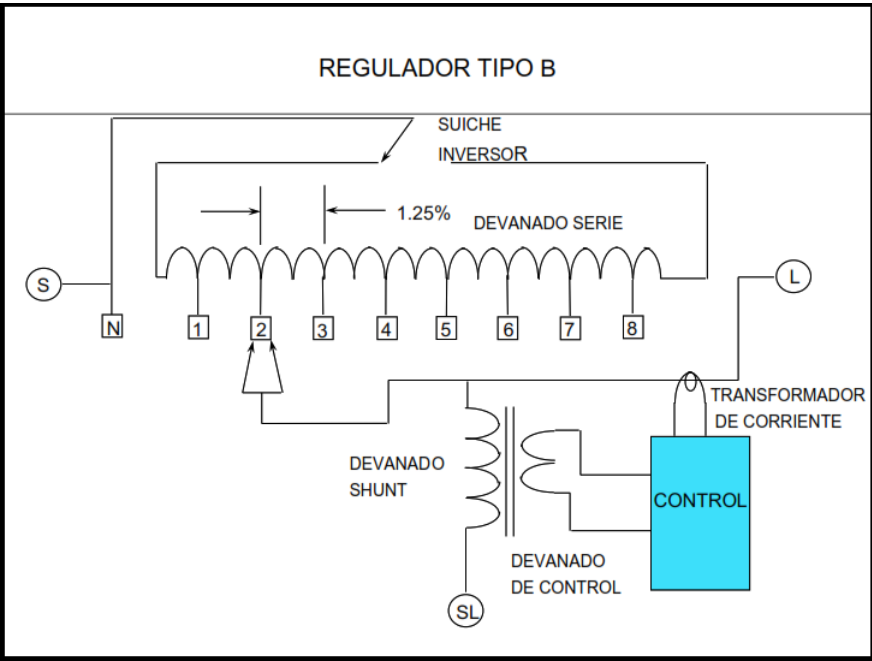 REGULADOR TIPO B
SUICHE
INVERSOR
1.25%
DEVANADO SERIE
S
L
N
1
2
3
4
5
6
7
8
TRANSFORMADOR
DE CORRIENTE
DEVANADO
SHUNT
CONTROL
DEVANADO
DE CONTROL
SL